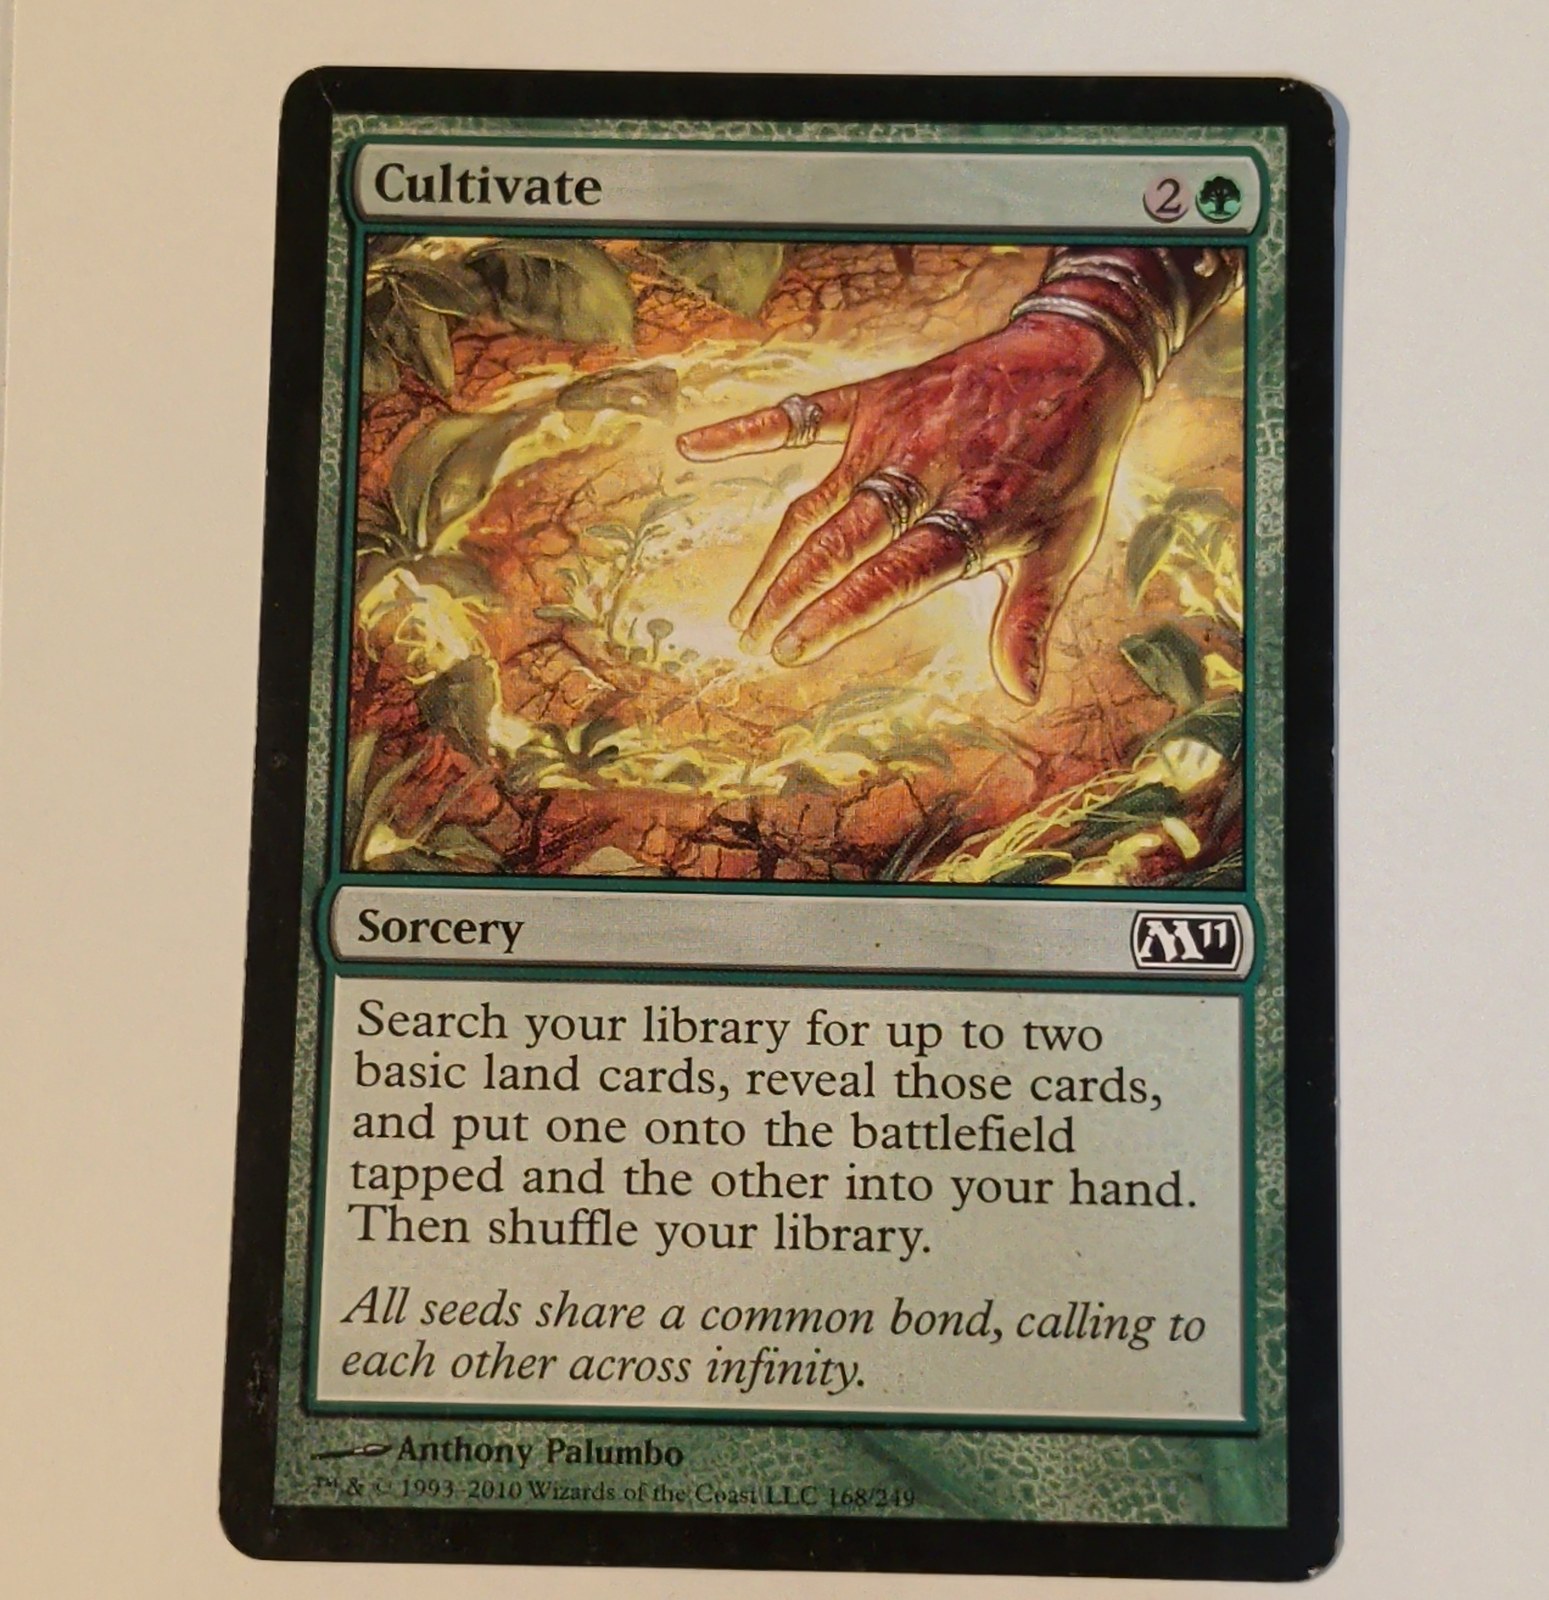 Cultivate 2
Sorcery M11
Search your library for up to two
basic land cards, reveal those cards,
and put one onto the battlefield
tapped and the other into your hand.
Then shuffle your library.
All seeds share a common bond, calling to
each other across infinity.
Anthony Palumbo
™ & © 1993–2010 Wizards of the Coast LLC 168/249